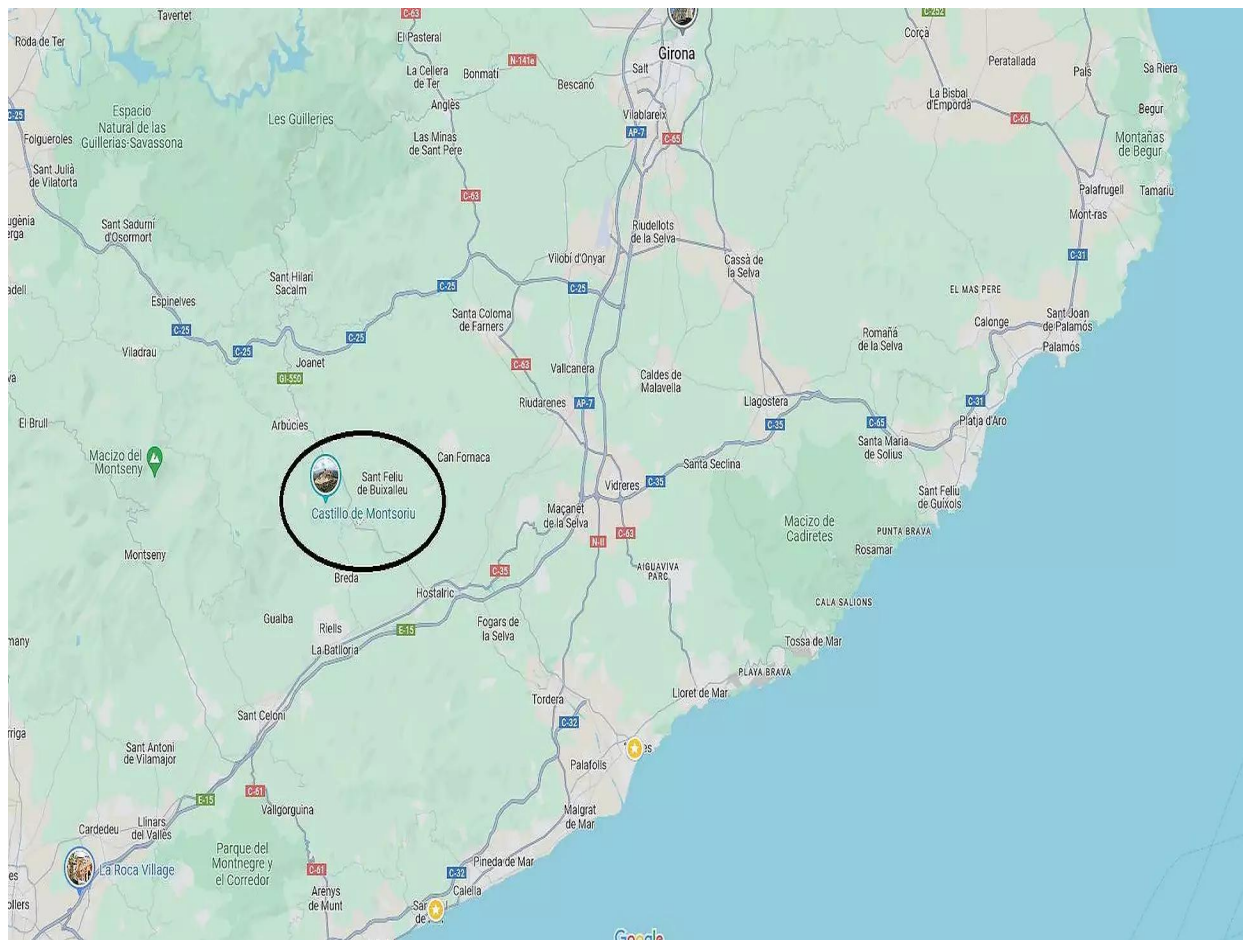 Tavertet
C-63
C-252
Roda de Ter
El Pasteral
Corçà
Girona
N-141e
Peratallada
Salt
La Cellera
de Ter
Bonmatí
Bescanó
Pals
Sa Riera
La Bisbal
d'Empordà
Anglès
Begur
Espacio
Natural de las
Guillerias-Savassona
Les Guilleries
Vilablareix
C-25
C-66
AP-7
C-65
Folgueroles
Las Minas
de Sant Pere
Montañas
de Begur
Sant Julià
de Vilatorta
C-63
Palafrugell
Tamariu
Mont-ras
Sant Sadurní
d'Osormort
Riudellots
de la Selva
Vilobí d'Onyar
Cassà de
la Selva
C-31
Sant Hilari
Sacalm
C-25
C-25
EL MAS PERE
Espinelves
Santa Coloma
de Farners
Sant Joan
de Palamós
Calonge
C-25
C-25
C-25
Romañá
de la Selva
Palamós
Viladrau
Joanet
C-63
Vallcanera
GI-550
Caldes de
Malavella
Riudarenes
AP-7
Llagostera
C-31
El Brull
Arbúcies
C-35
C-65
Platja d'Aro
Santa Maria
de Solius
Macizo del
Montseny
Can Fornaca
Santa Seclina
Sant Feliu
de Buixalleu
C-35
Vidreres
Sant Feliu
de Guíxols
Castillo de Montsoriu
Maçanet
de la Selva
Macizo de
Cadiretes
PUNTA BRAVA
C-63
N-II
Rosamar
Montseny
C-35
AIGUAVIVA
PARC
Breda
Hostalric
CALA SALIONS
Gualba
Riells
E-15
Fogars de
la Selva
La Batlloria
Tossa de Mar
PLAYA BRAVA
Lloret de Mar
Tordera
Sant Celoni
C-32
Sant Antoni
de Vilamajor
Palafolls
C-61
E-15
Vallgorguina
Malgrat
de Mar
Llinars
del Vallès
Cardedeu
Parque del
Montnegre y
el Corredor
La Roca Village
C-61
C-32
Pineda de Mar
Arenys
de Munt
Calella
Google